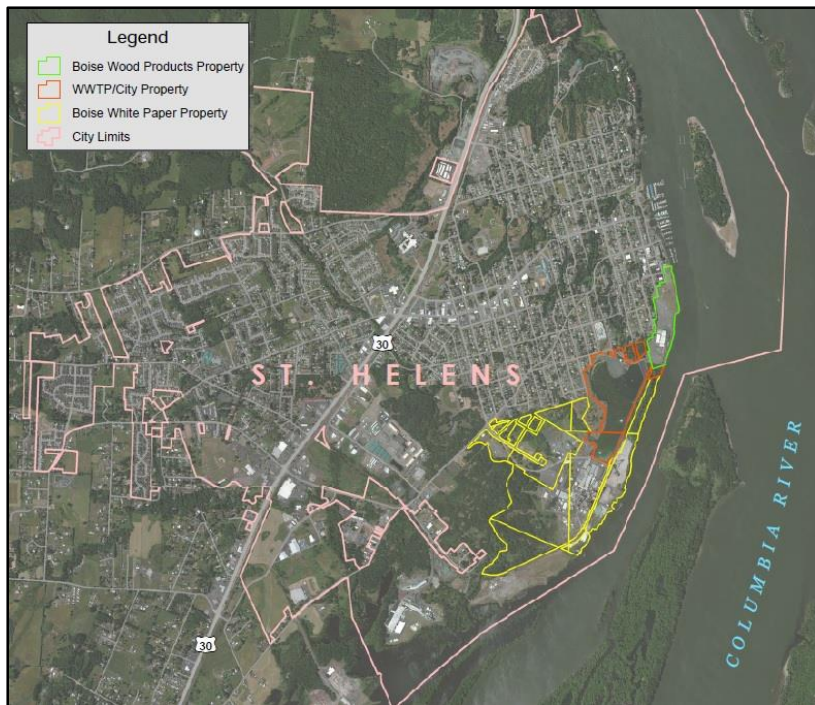 Legend
Boise Wood Products Property
WWTP/City Property
Boise White Paper Property
City Limits
30
ST. HELENS
30
COLUMBIA RIVER